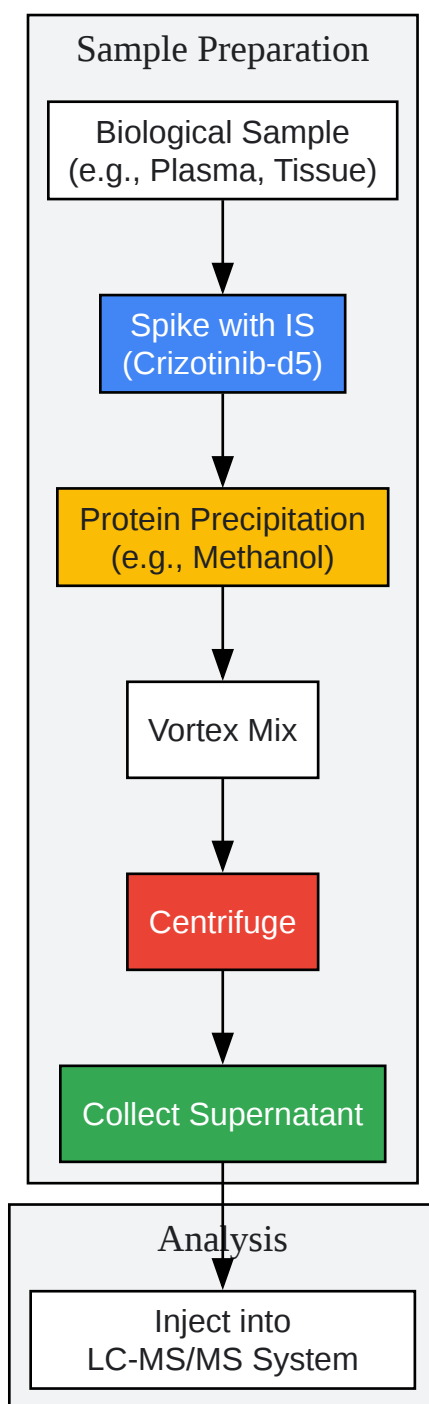 Sample Preparation
Biological Sample
(e.g., Plasma, Tissue)
Spike with IS
(Crizotinib-d5)
Protein Precipitation
(e.g., Methanol)
Vortex Mix
Centrifuge
Collect Supernatant
Analysis
Inject into
LC-MS/MS System